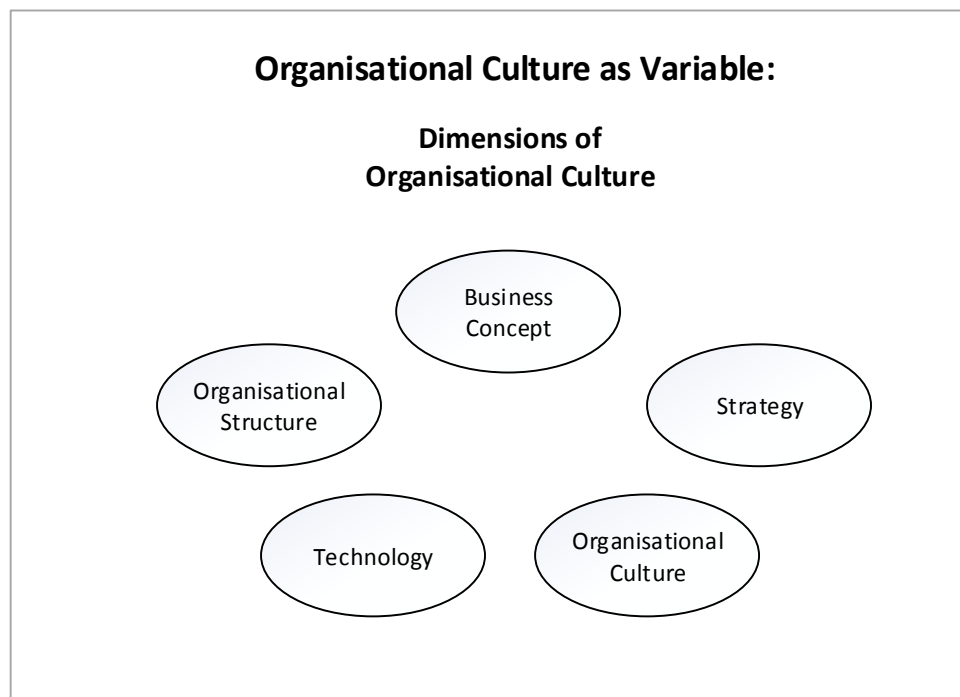 Organisational Culture as Variable:
Dimensions of
Organisational Culture
Business
Concept
Organisational
Structure
Strategy
Technology
Organisational
Culture